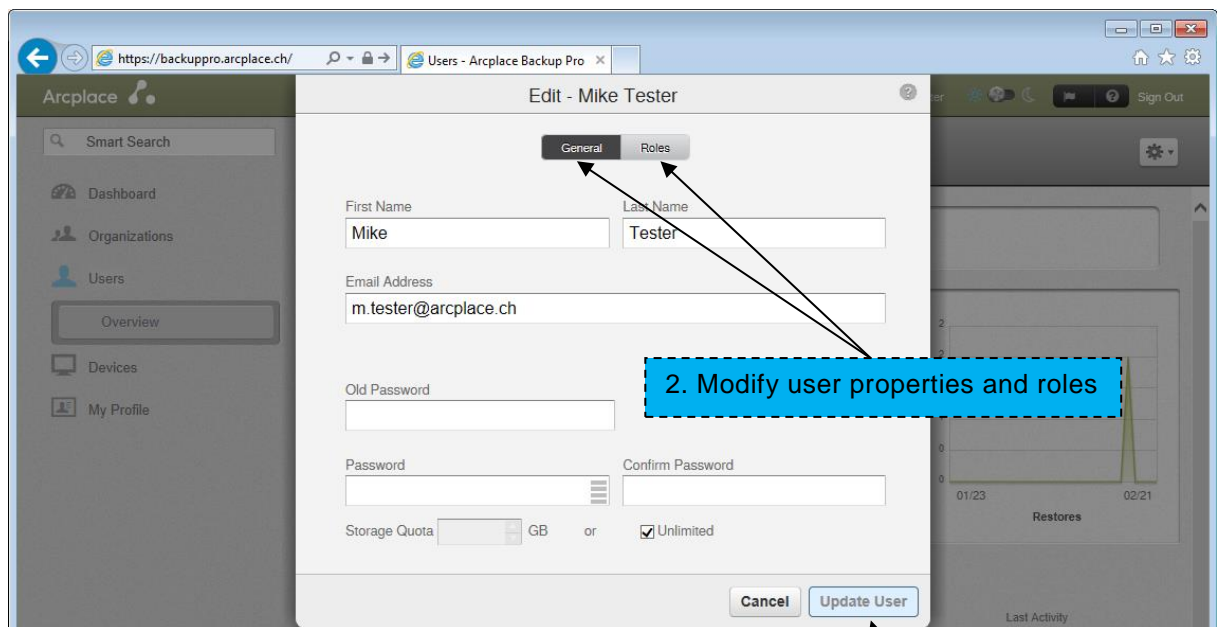 https://backuppro.arcplace.ch/
Users - Arcplace Backup Pro
Arcplace
Edit - Mike Tester
Sign Out
Smart Search
General Roles
Dashboard
Organizations
Users
Overview
Devices
My Profile
First Name Last Name
Mike Tester
Email Address
m.tester@arcplace.ch
2. Modify user properties and roles
Old Password
Password Confirm Password
Storage Quota GB or Unlimited
Cancel Update User
2
2
0
0
01/23 02/21
Restores
Last Activity